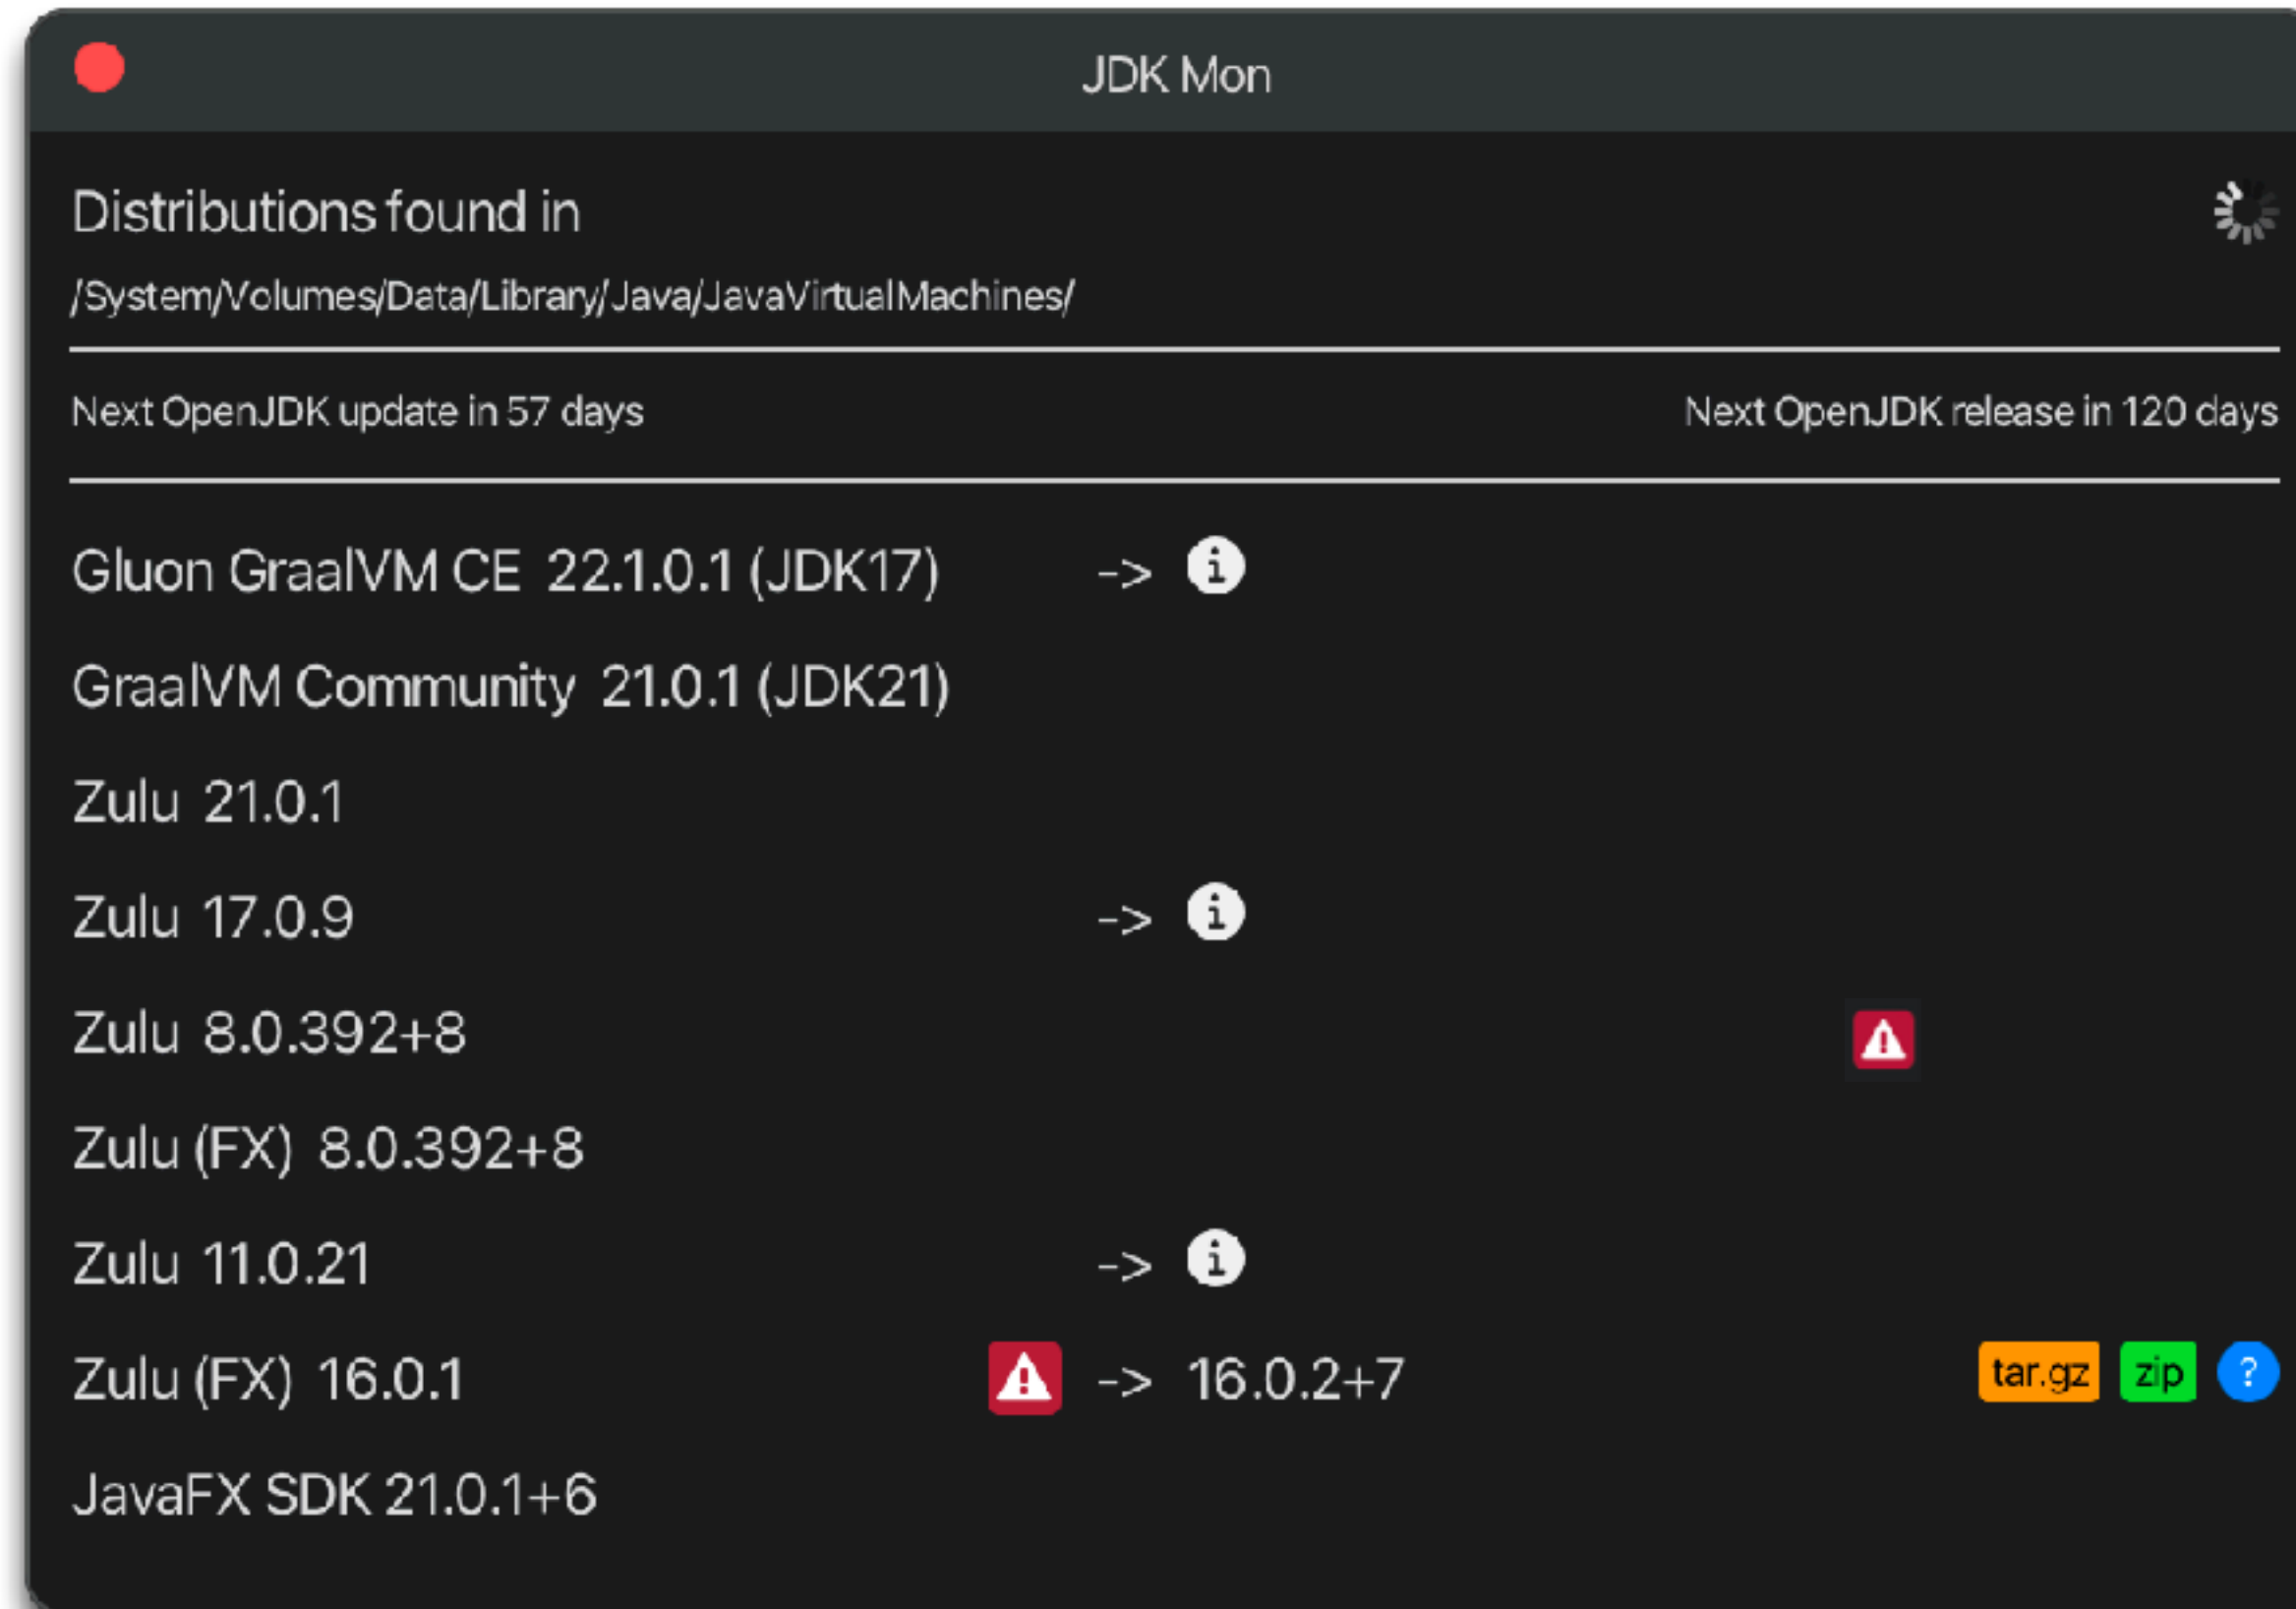 JDK Mon
Distributions found in
/System/Volumes/Data/Library/Java/JavaVirtualMachines/
Next OpenJDK update in 57 days Next OpenJDK release in 120 days
Gluon GraalVM CE 22.1.0.1 (JDK17) -> i
GraalVM Community 21.0.1 (JDK21)
Zulu 21.0.1
Zulu 17.0.9 -> i
Zulu 8.0.392+8 !
Zulu (FX) 8.0.392+8
Zulu 11.0.21 -> i
Zulu (FX) 16.0.1 ! -> 16.0.2+7 tar.gz zip ?
JavaFX SDK 21.0.1+6